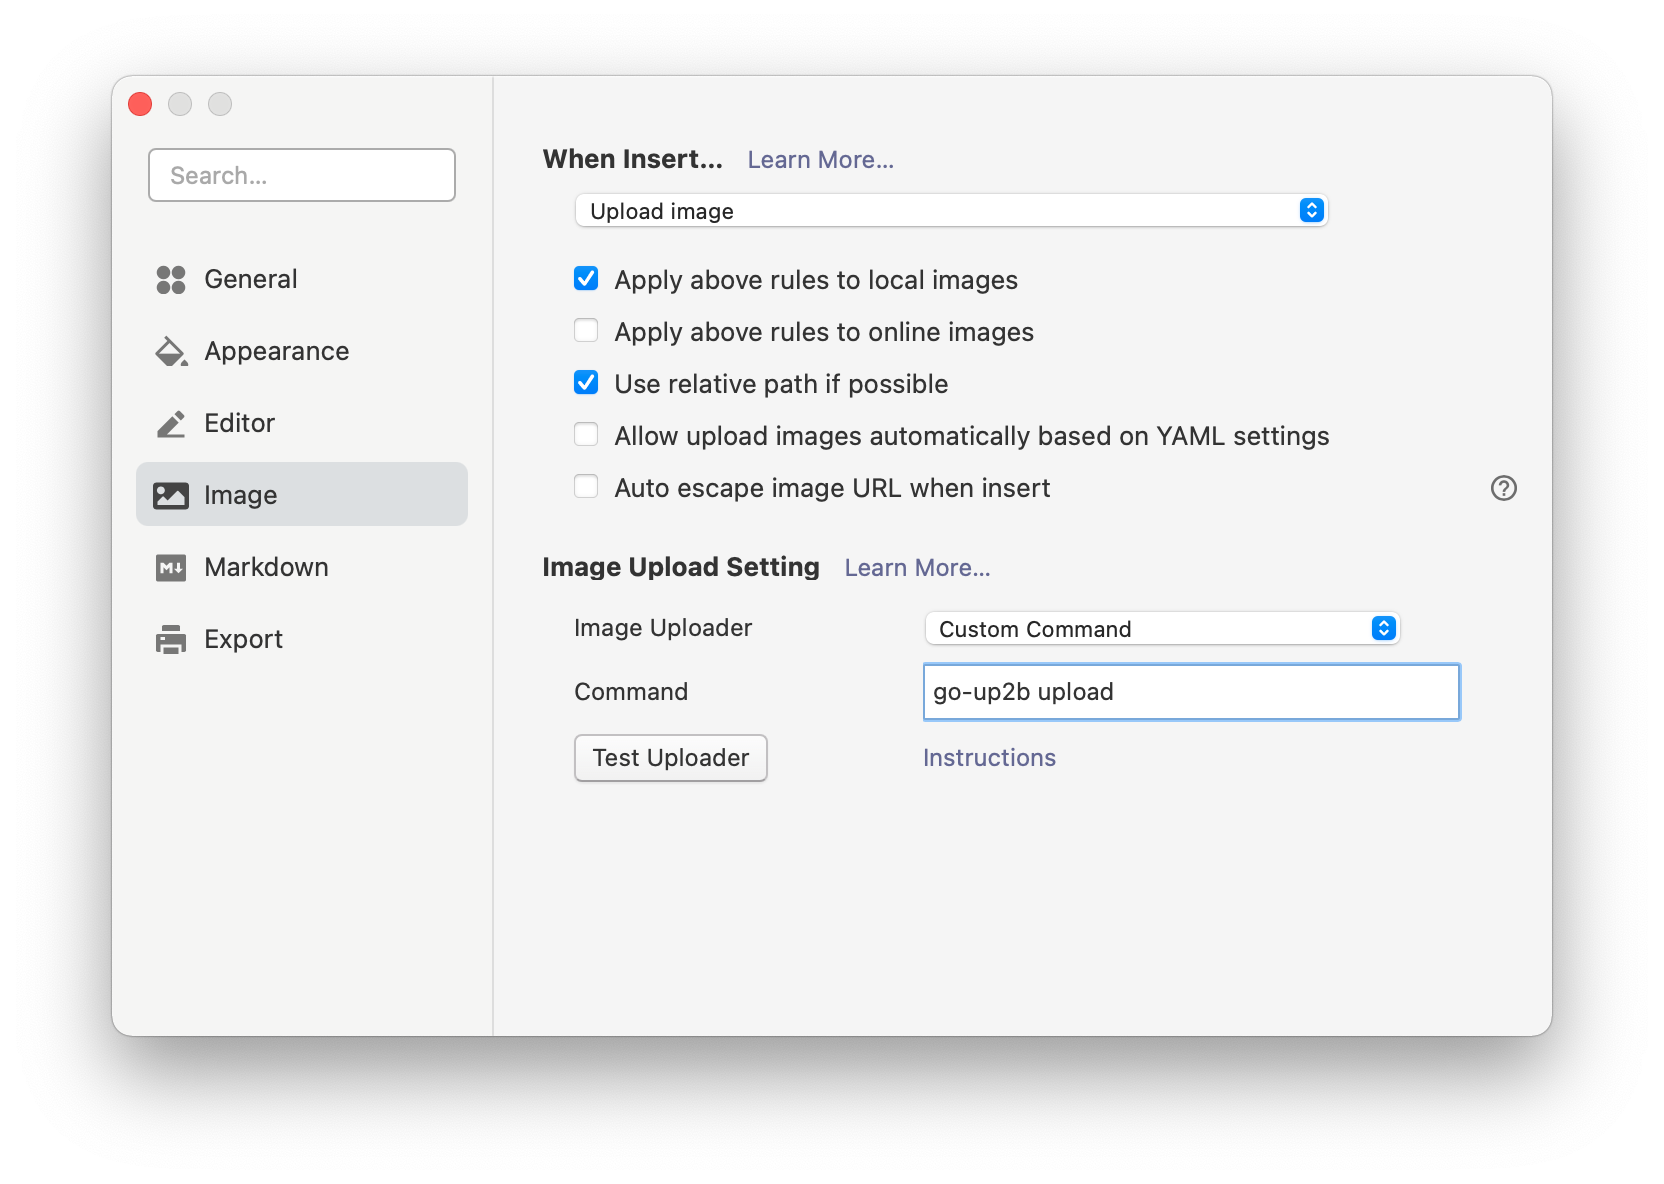 Search...
General
Appearance
Editor
Image
M↓ Markdown
Export
When Insert... Learn More...
Upload image
Apply above rules to local images
Apply above rules to online images
Use relative path if possible
Allow upload images automatically based on YAML settings
Auto escape image URL when insert ?
Image Upload Setting Learn More...
Image Uploader Custom Command
Command go-up2b upload
Test Uploader Instructions